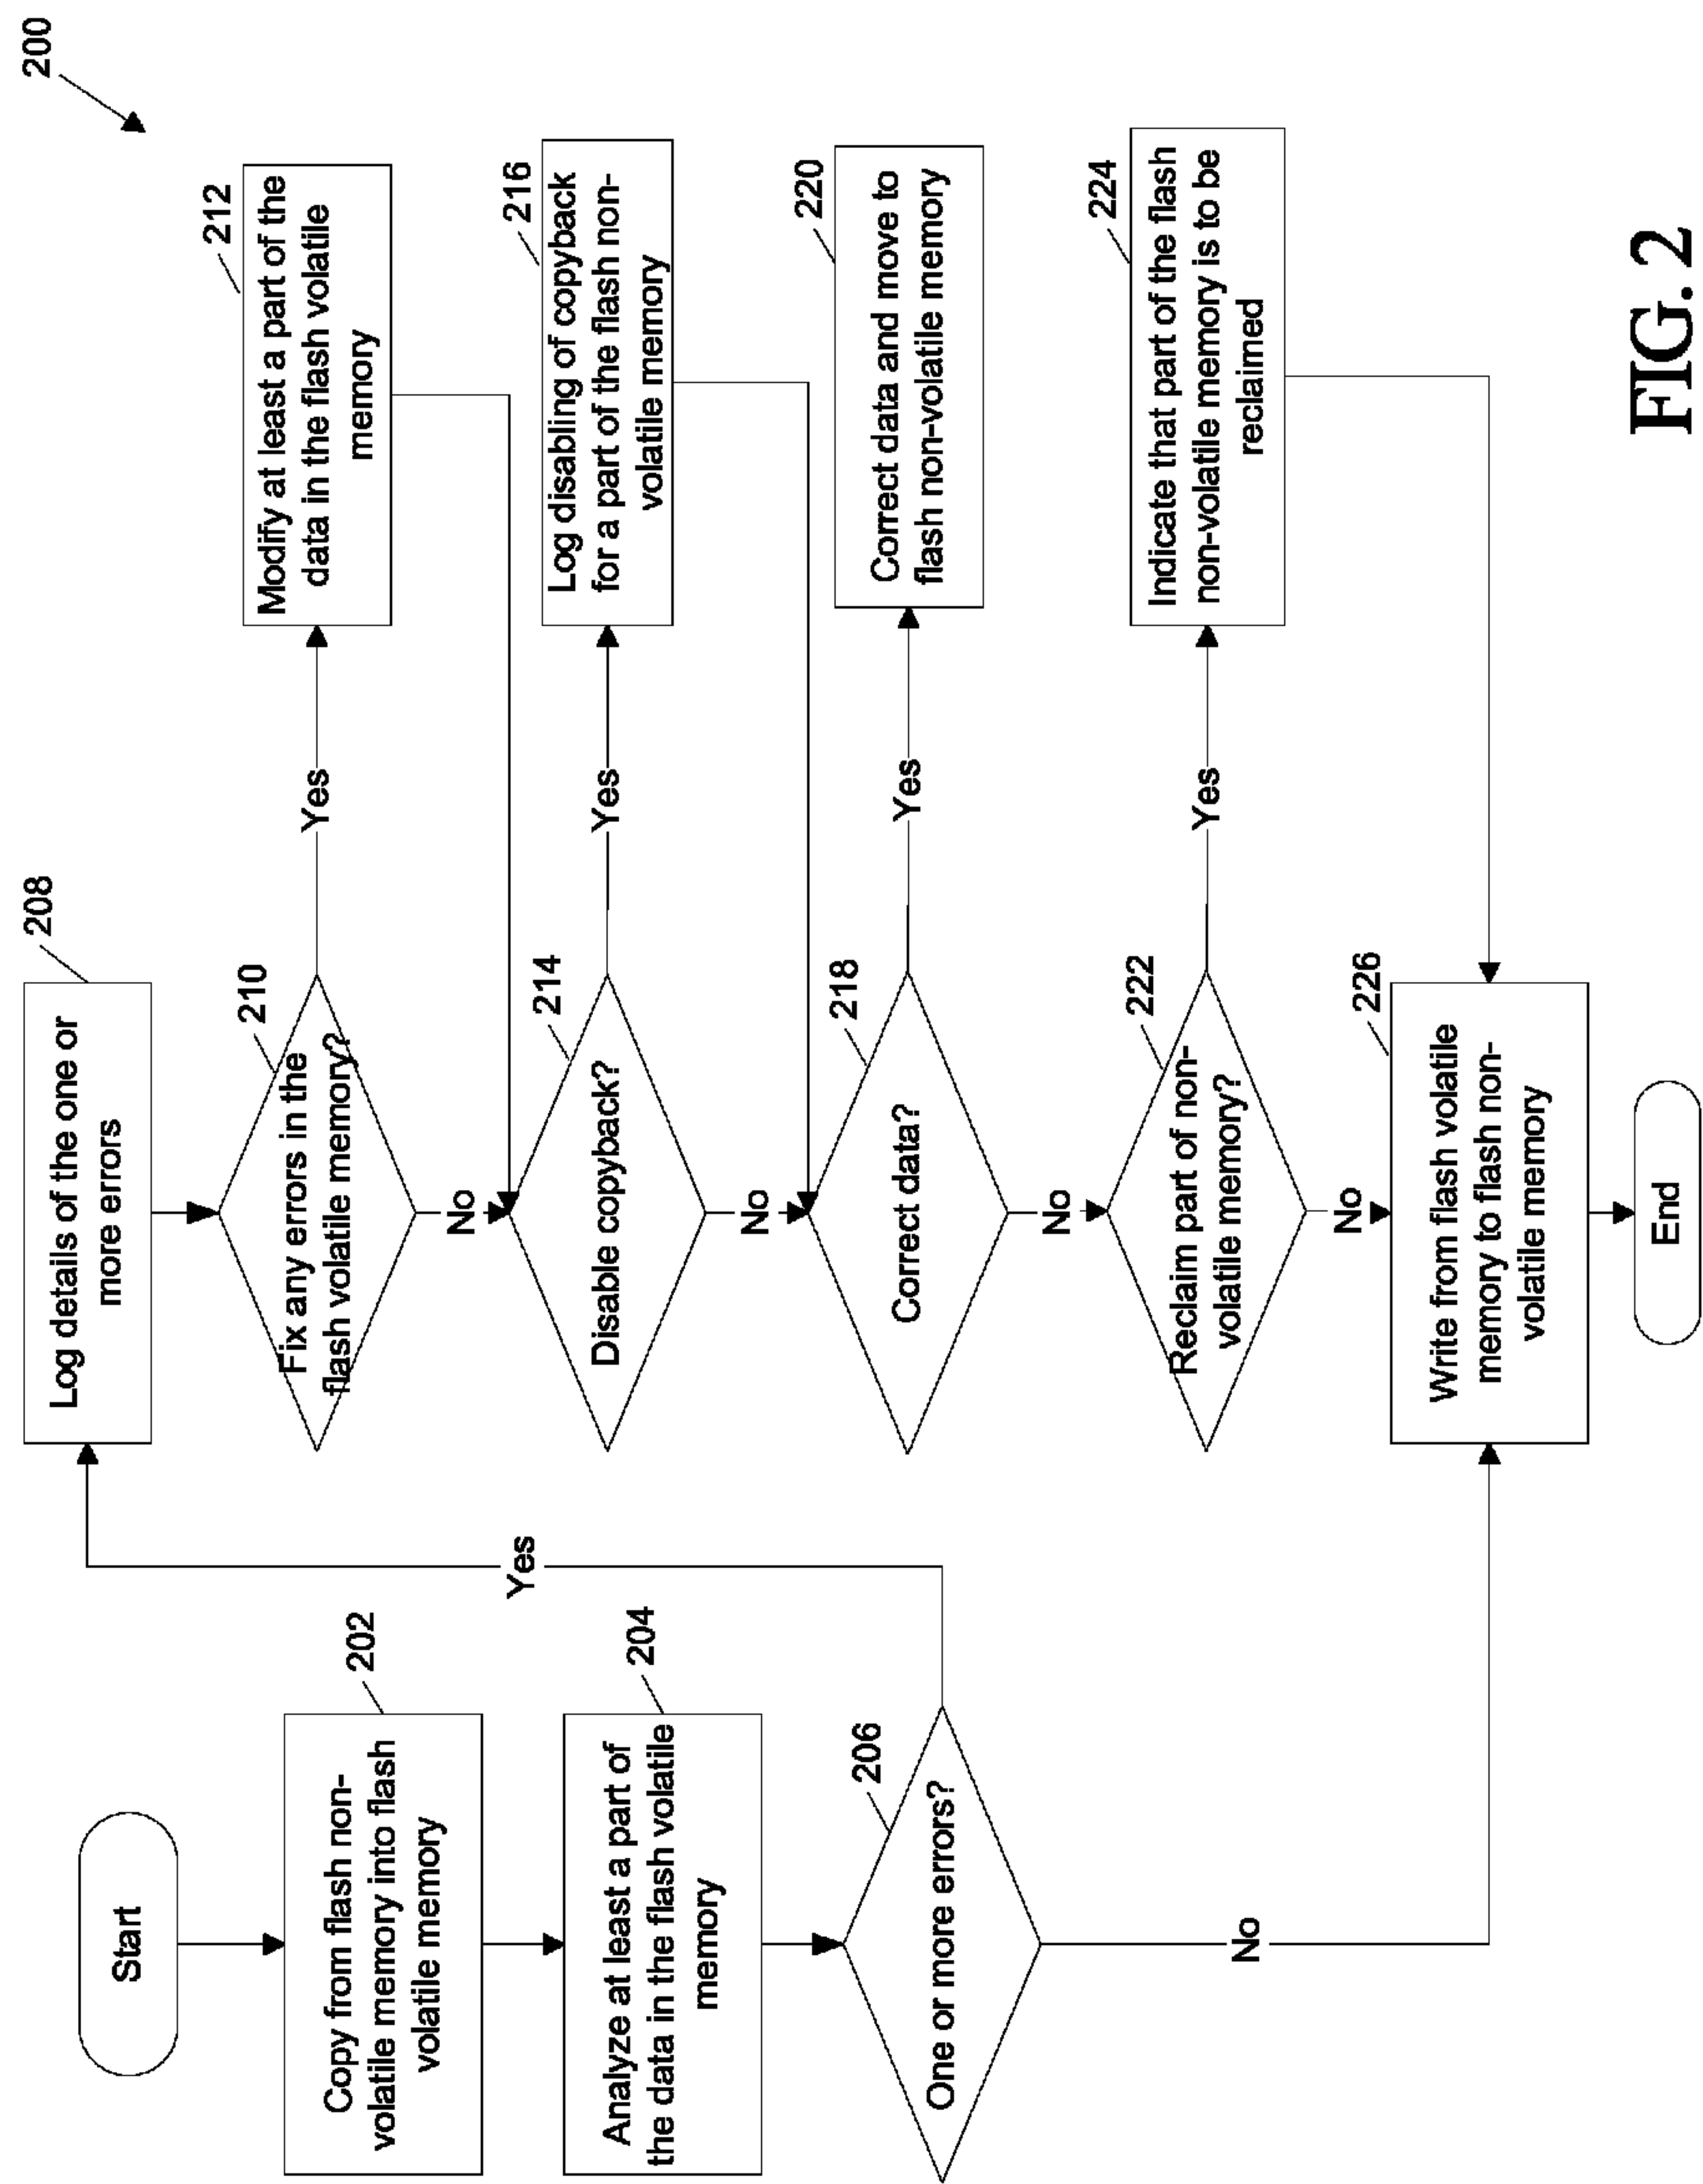 200
Start
202
Copy from flash non-
volatile memory into flash
volatile memory
204
Analyze at least a part of
the data in the flash volatile
memory
206
One or more errors?
Yes
No
208
Log details of the one or
more errors
210
Fix any errors in the
flash volatile memory?
Yes
No
212
Modify at least a part of the
data in the flash volatile
memory
214
Disable copyback?
Yes
No
216
Log disabling of copyback
for a part of the flash non-
volatile memory
218
Correct data?
Yes
No
220
Correct data and move to
flash non-volatile memory
222
Reclaim part of non-
volatile memory?
Yes
No
224
Indicate that part of the flash
non-volatile memory is to be
reclaimed
226
Write from flash volatile
memory to flash non-
volatile memory
End
FIG. 2